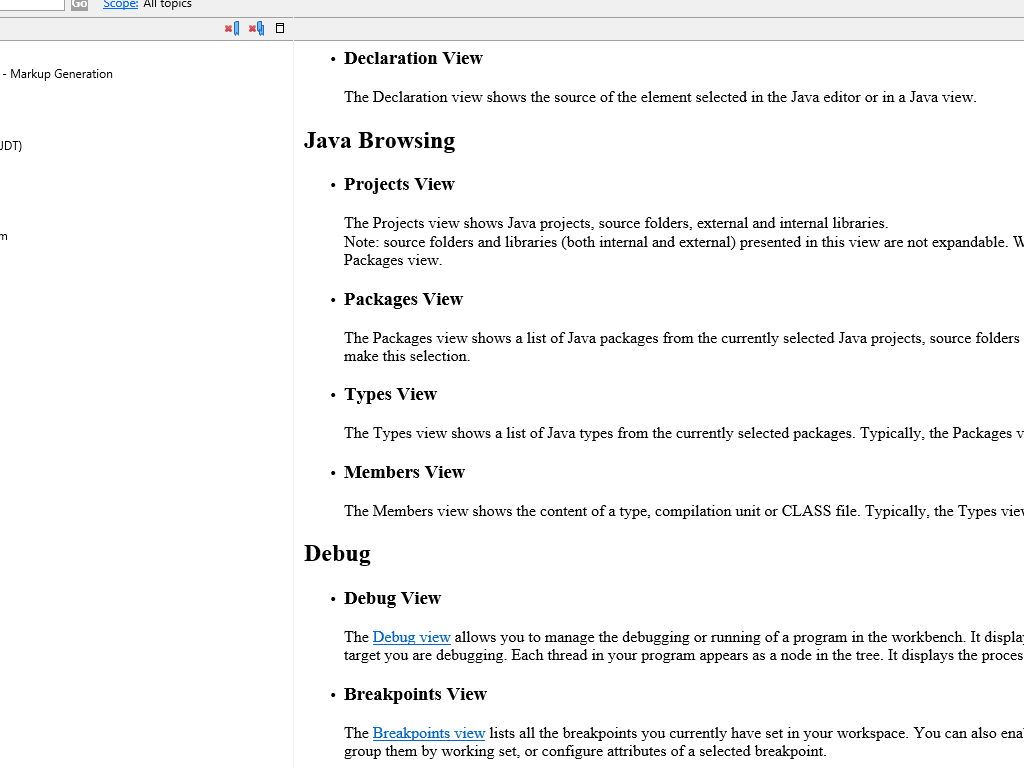 Go Scope: All topics
- Markup Generation
JDT)
m
• Declaration View
The Declaration view shows the source of the element selected in the Java editor or in a Java view.
Java Browsing
• Projects View
The Projects view shows Java projects, source folders, external and internal libraries.
Note: source folders and libraries (both internal and external) presented in this view are not expandable. W
Packages view.
• Packages View
The Packages view shows a list of Java packages from the currently selected Java projects, source folders
make this selection.
• Types View
The Types view shows a list of Java types from the currently selected packages. Typically, the Packages v
• Members View
The Members view shows the content of a type, compilation unit or CLASS file. Typically, the Types view
Debug
• Debug View
The Debug view allows you to manage the debugging or running of a program in the workbench. It display
target you are debugging. Each thread in your program appears as a node in the tree. It displays the proces
• Breakpoints View
The Breakpoints view lists all the breakpoints you currently have set in your workspace. You can also ena
group them by working set, or configure attributes of a selected breakpoint.